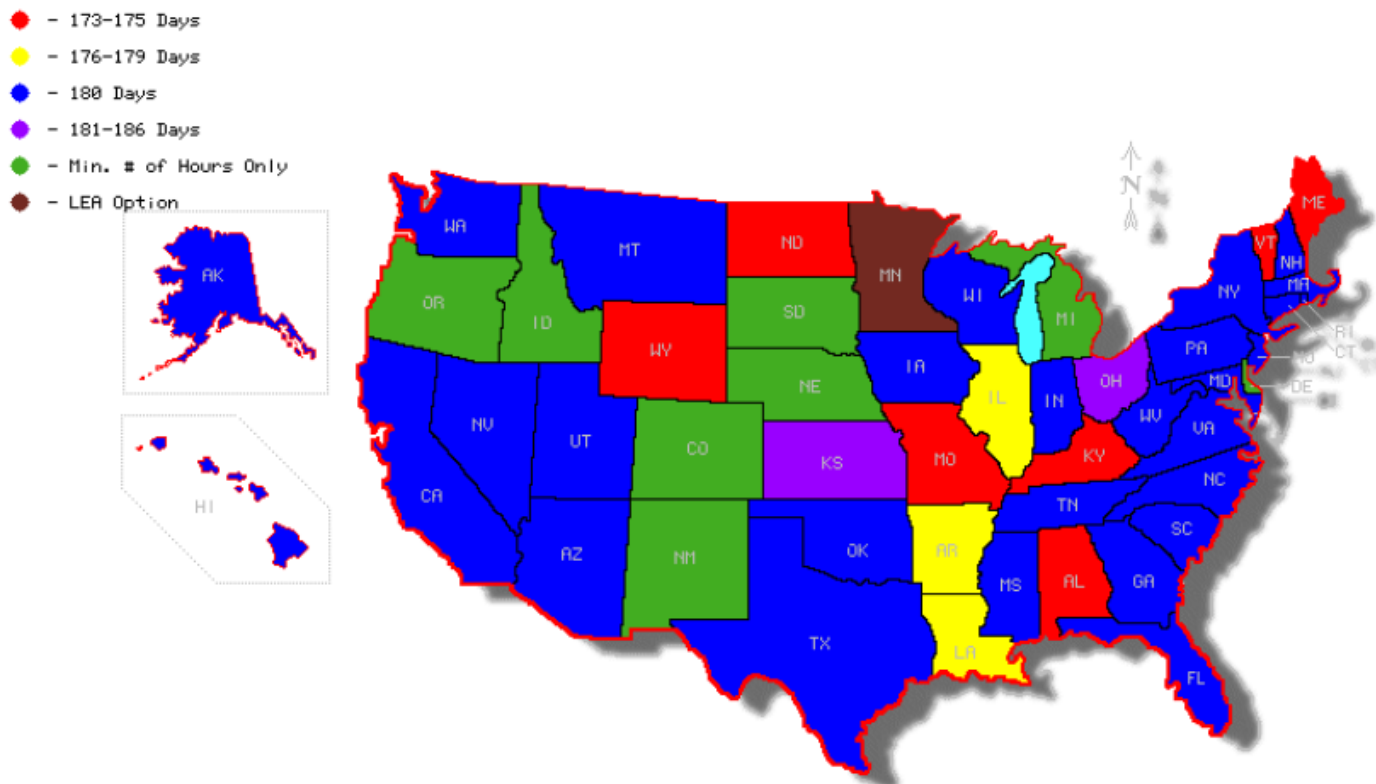 - 173-175 Days
- 176-179 Days
- 180 Days
- 181-186 Days
- Min. # of Hours Only
- LEA Option
N
ME
VT
NH
WA
MT
ND
MN
AK
MA
NY
WI
OR
ID
SD
MI
RI
CT
WY
PA
NJ
IA
OH
MD
DE
NE
IL
IN
WV
NV
UT
VA
CO
KS
MO
KY
NC
CA
TN
HI
SC
AZ
NM
OK
AR
MS
AL
GA
TX
LA
FL